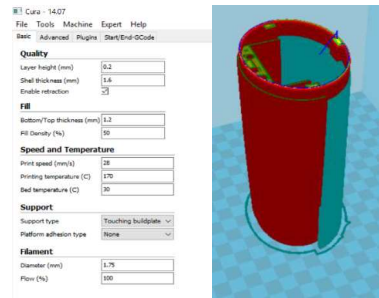 Cura - 14.07
File Tools Machine Expert Help
Basic Advanced Plugins Start/End-GCode
Quality
Layer height (mm) 0.2
Shell thickness (mm) 1.6
Enable retraction
Fill
Bottom/Top thickness (mm) 1.2
Fill Density (%) 50
Speed and Temperature
Print speed (mm/s) 28
Printing temperature (C) 170
Bed temperature (C) 30
Support
Support type Touching buildplate
Platform adhesion type None
Filament
Diameter (mm) 1.75
Flow (%) 100